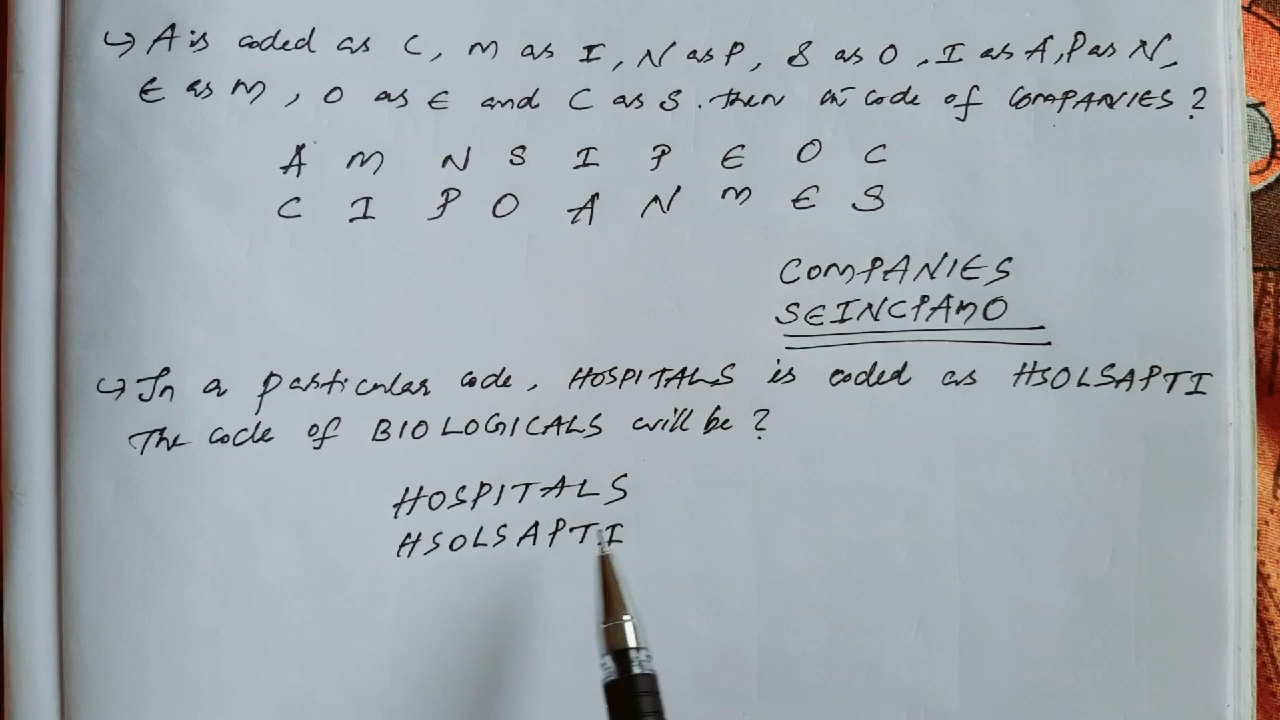 ↳ A is coded as C, M as I, N as P, S as O, I as A, P as N,
E as M, O as E and C as S. then code of COMPANIES ?
A M N S I P E O C
C I P O A N M E S
COMPANIES
SEINCPAMO
↳ In a particular code, HOSPITALS is coded as HSOLSAPTI
The code of BIOLOGICALS will be ?
HOSPITALS
HSOLSAPTI